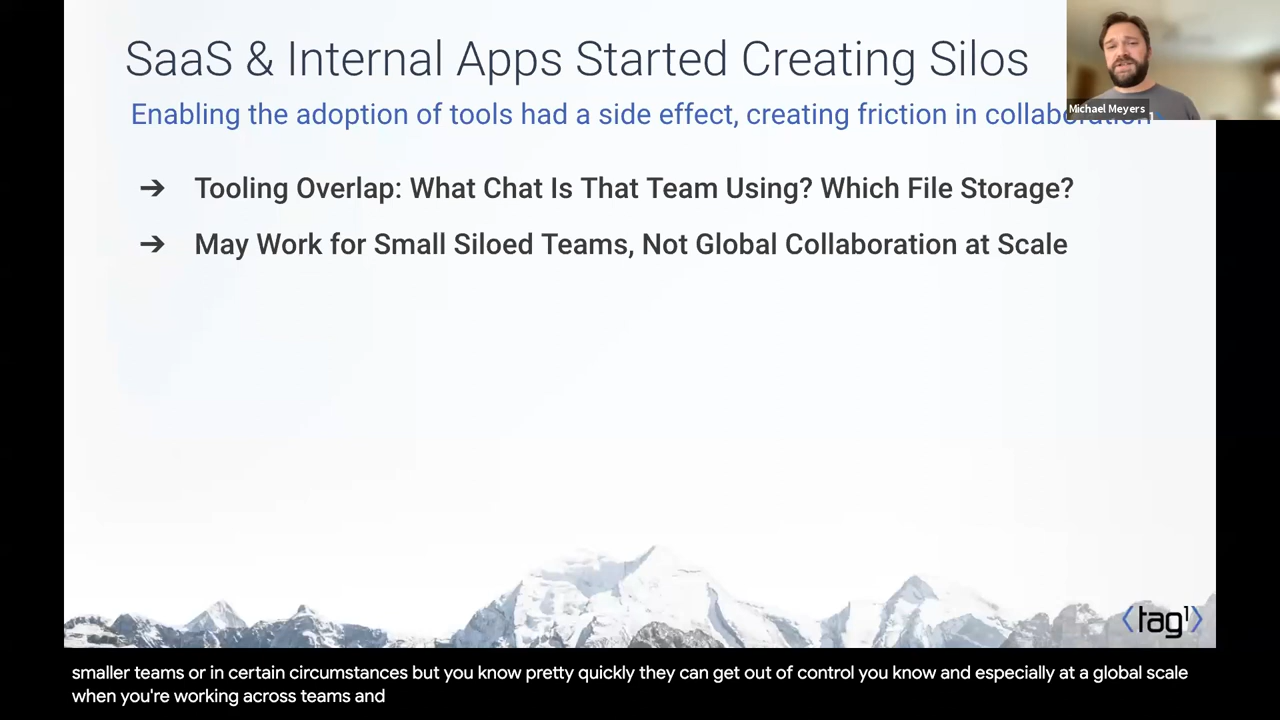 SaaS & Internal Apps Started Creating Silos
Enabling the adoption of tools had a side effect, creating friction in collaboration
➔ Tooling Overlap: What Chat Is That Team Using? Which File Storage?
➔ May Work for Small Siloed Teams, Not Global Collaboration at Scale
Michael Meyers
tag1
smaller teams or in certain circumstances but you know pretty quickly they can get out of control you know and especially at a global scale
when you're working across teams and